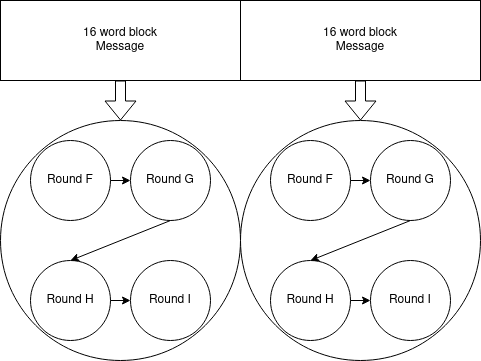 16 word block
Message
16 word block
Message
Round F
Round G
Round H
Round I
Round F
Round G
Round H
Round I